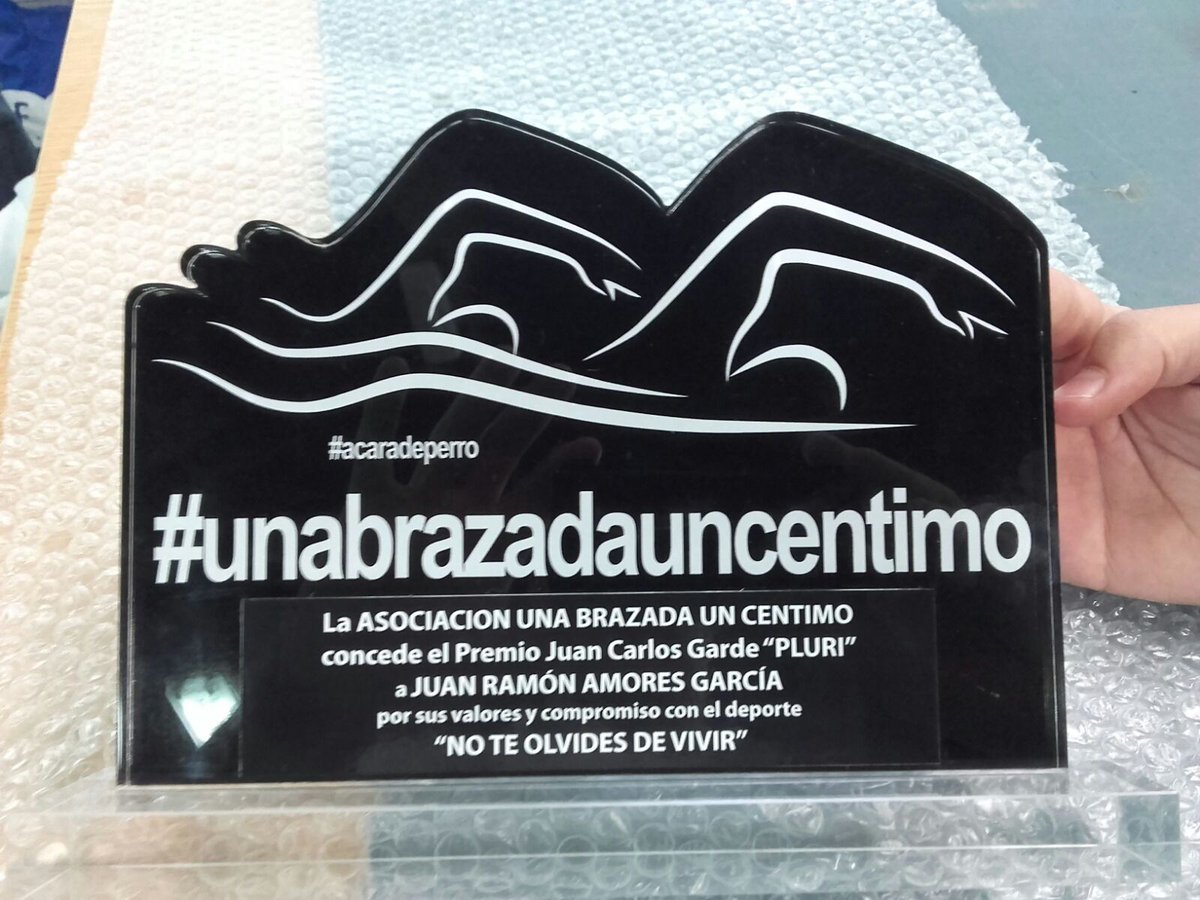 #acaradeperro
#unabrazadauncentimo
La ASOCIACION UNA BRAZADA UN CENTIMO
concede el Premio Juan Carlos Garde “PLURI”
a JUAN RAMÓN AMORES GARCÍA
por sus valores y compromiso con el deporte
“NO TE OLVIDES DE VIVIR”